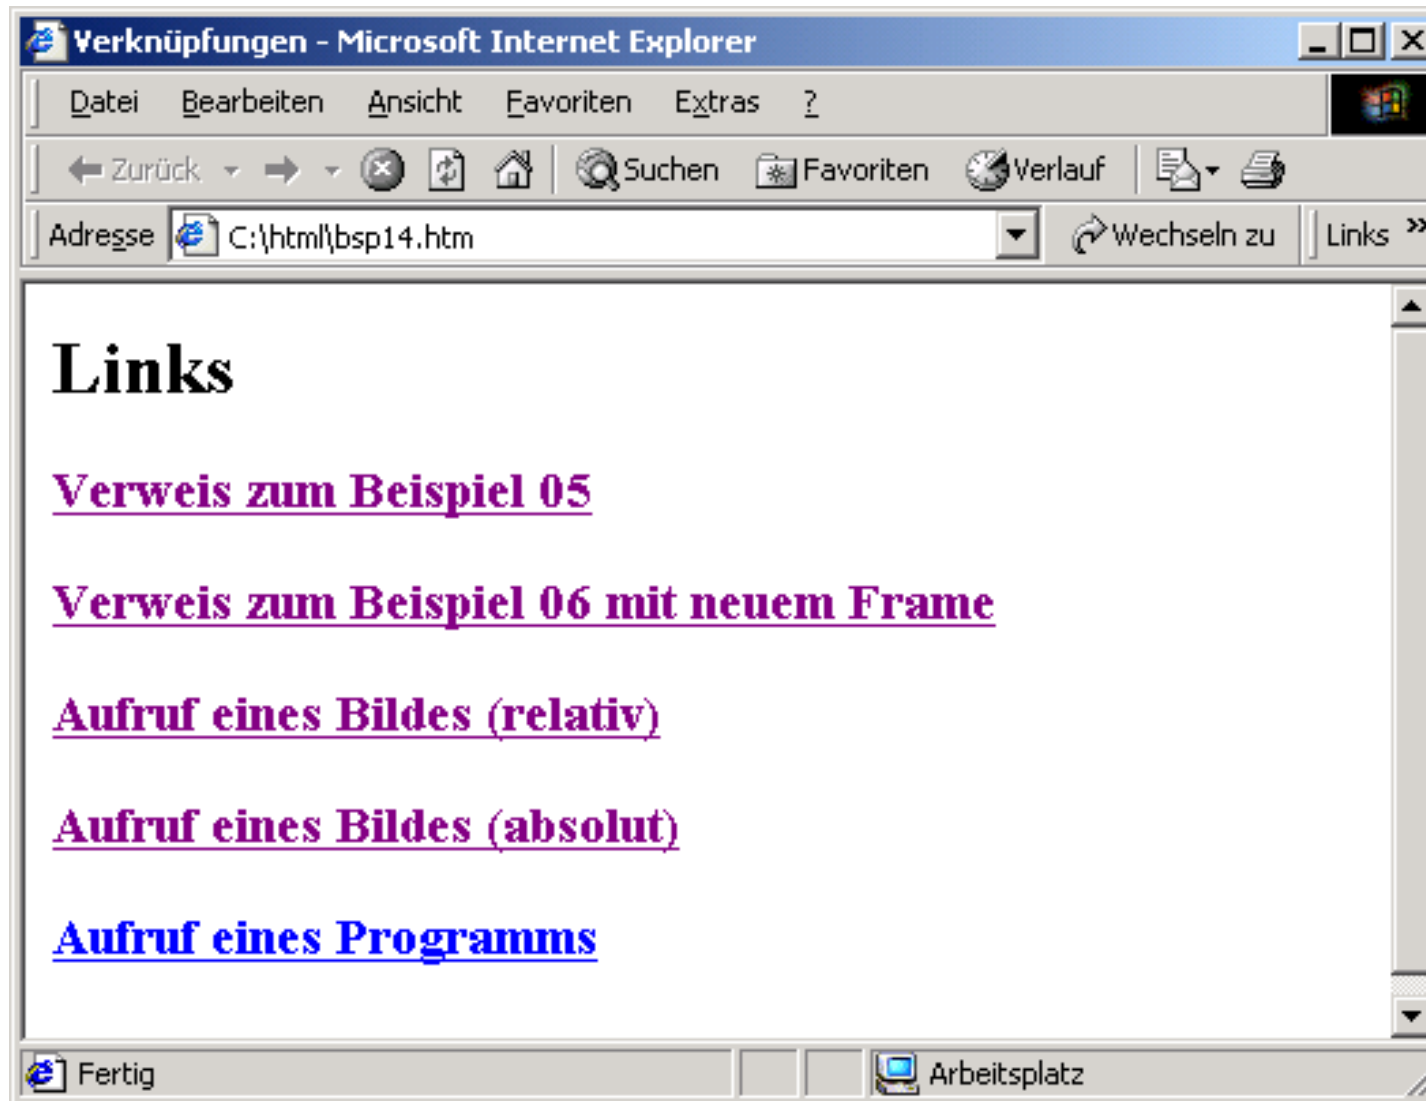 Verknüpfungen - Microsoft Internet Explorer
Datei Bearbeiten Ansicht Favoriten Extras ?
Zurück Suchen Favoriten Verlauf
Adresse C:\html\bsp14.htm Wechseln zu Links »
Links
Verweis zum Beispiel 05
Verweis zum Beispiel 06 mit neuem Frame
Aufruf eines Bildes (relativ)
Aufruf eines Bildes (absolut)
Aufruf eines Programms
Fertig Arbeitsplatz